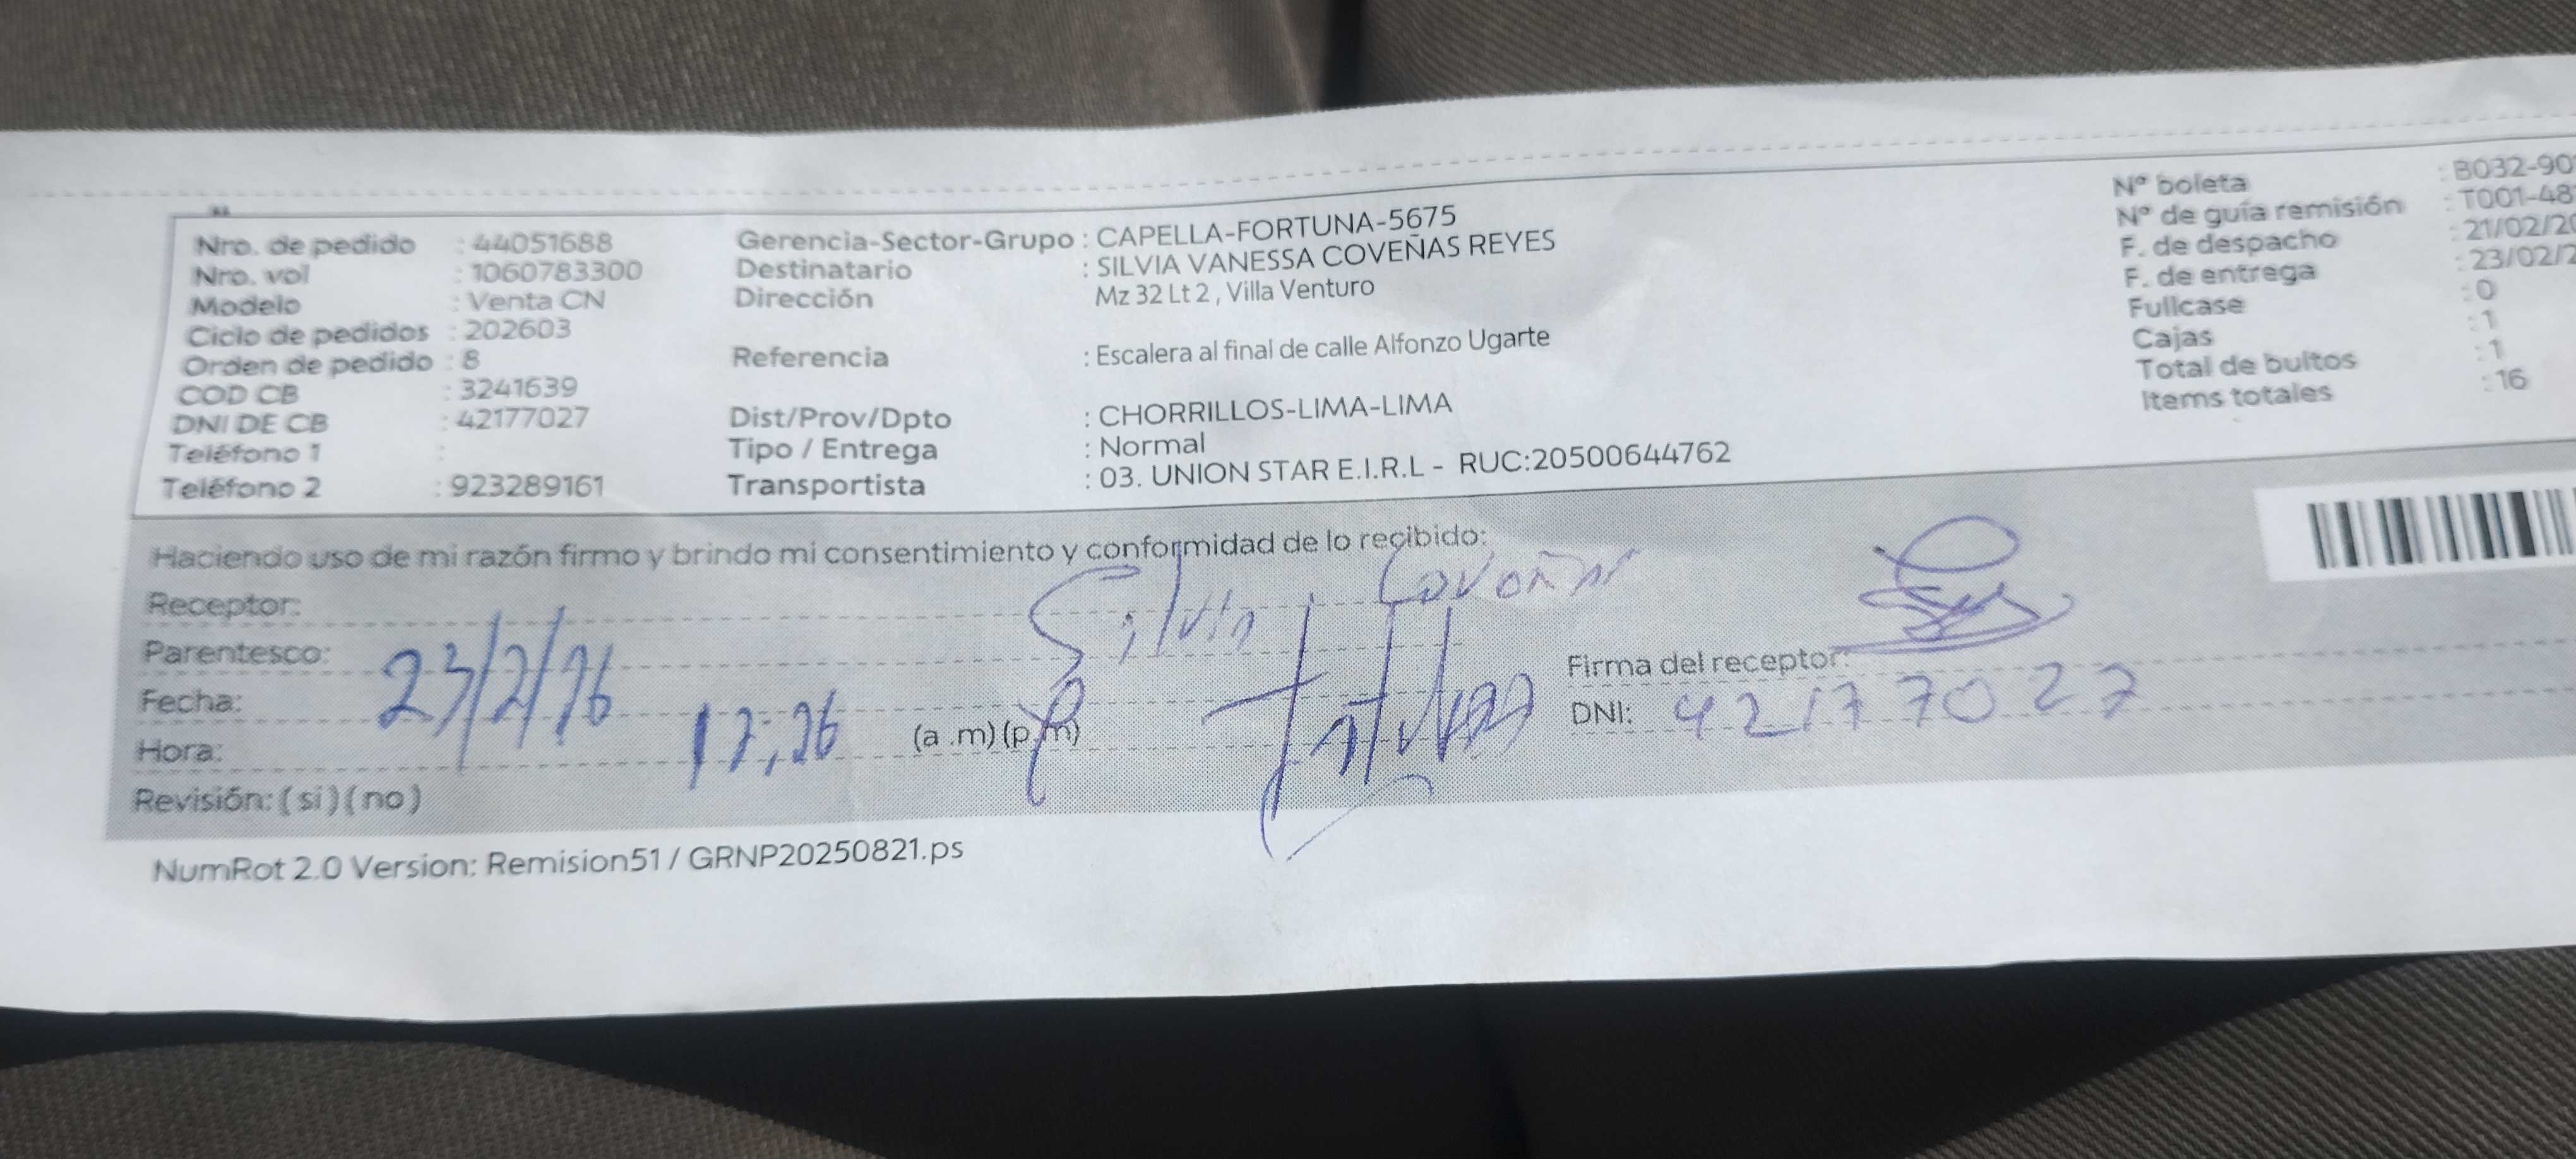 Nro. de pedido : 44051688
Nro. vol : 1060783300
Modelo : Venta CN
Ciclo de pedidos : 202603
Orden de pedido : 8
COD CB : 3241639
DNI DE CB : 42177027
Teléfono 1 :
Teléfono 2 : 923289161
Gerencia-Sector-Grupo : CAPELLA-FORTUNA-5675
Destinatario : SILVIA VANESSA COVEÑAS REYES
Dirección Mz 32 Lt 2 , Villa Venturo
Referencia : Escalera al final de calle Alfonzo Ugarte
Dist/Prov/Dpto : CHORRILLOS-LIMA-LIMA
Tipo / Entrega : Normal
Transportista : 03. UNION STAR E.I.R.L - RUC:20500644762
Nº boleta : B032-90
Nº de guía remisión : T001-48
F. de despacho : 21/02/20
F. de entrega : 23/02/2
Fullcase : 0
Cajas : 1
Total de bultos : 1
Items totales : 16
Haciendo uso de mi razón firmo y brindo mi consentimiento y conformidad de lo recibido:
Receptor: Silvia Coveñas
Parentesco:
Fecha: 23/2/26
Hora: 17:26 (a .m) (p.m)
Revisión: ( si ) ( no )
Firma del receptor:
DNI: 42177027
NumRot 2.0 Version: Remision51 / GRNP20250821.ps